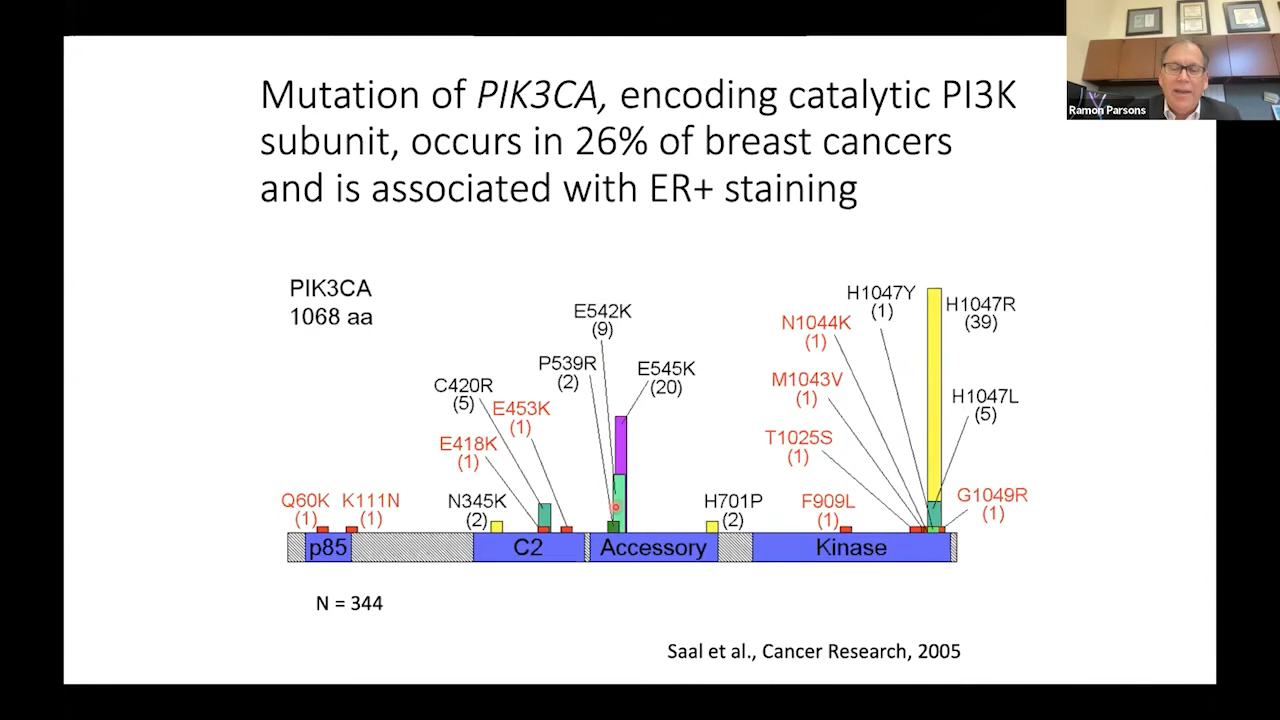 Mutation of PIK3CA, encoding catalytic PI3K
subunit, occurs in 26% of breast cancers
and is associated with ER+ staining
Ramon Parsons
PIK3CA
1068 aa
E542K
(9)
P539R
(2)
E545K
(20)
C420R
(5)
E453K
(1)
E418K
(1)
Q60K
(1)
K111N
(1)
N345K
(2)
H701P
(2)
H1047Y
(1)
H1047R
(39)
N1044K
(1)
M1043V
(1)
H1047L
(5)
T1025S
(1)
F909L
(1)
G1049R
(1)
p85
C2
Accessory
Kinase
N = 344
Saal et al., Cancer Research, 2005